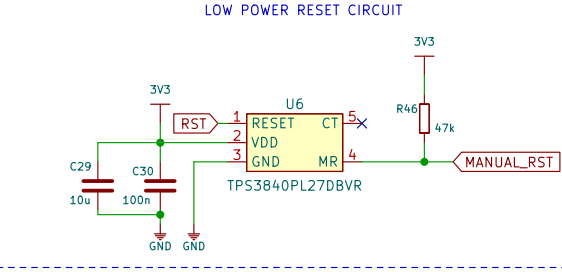 LOW POWER RESET CIRCUIT
3V3
3V3
U6
R46
47k
RST
1
RESET
CT
5
2
VDD
3
GND
MR
4
MANUAL_RST
TPS3840PL27DBVR
C29
10u
C30
100n
GND
GND